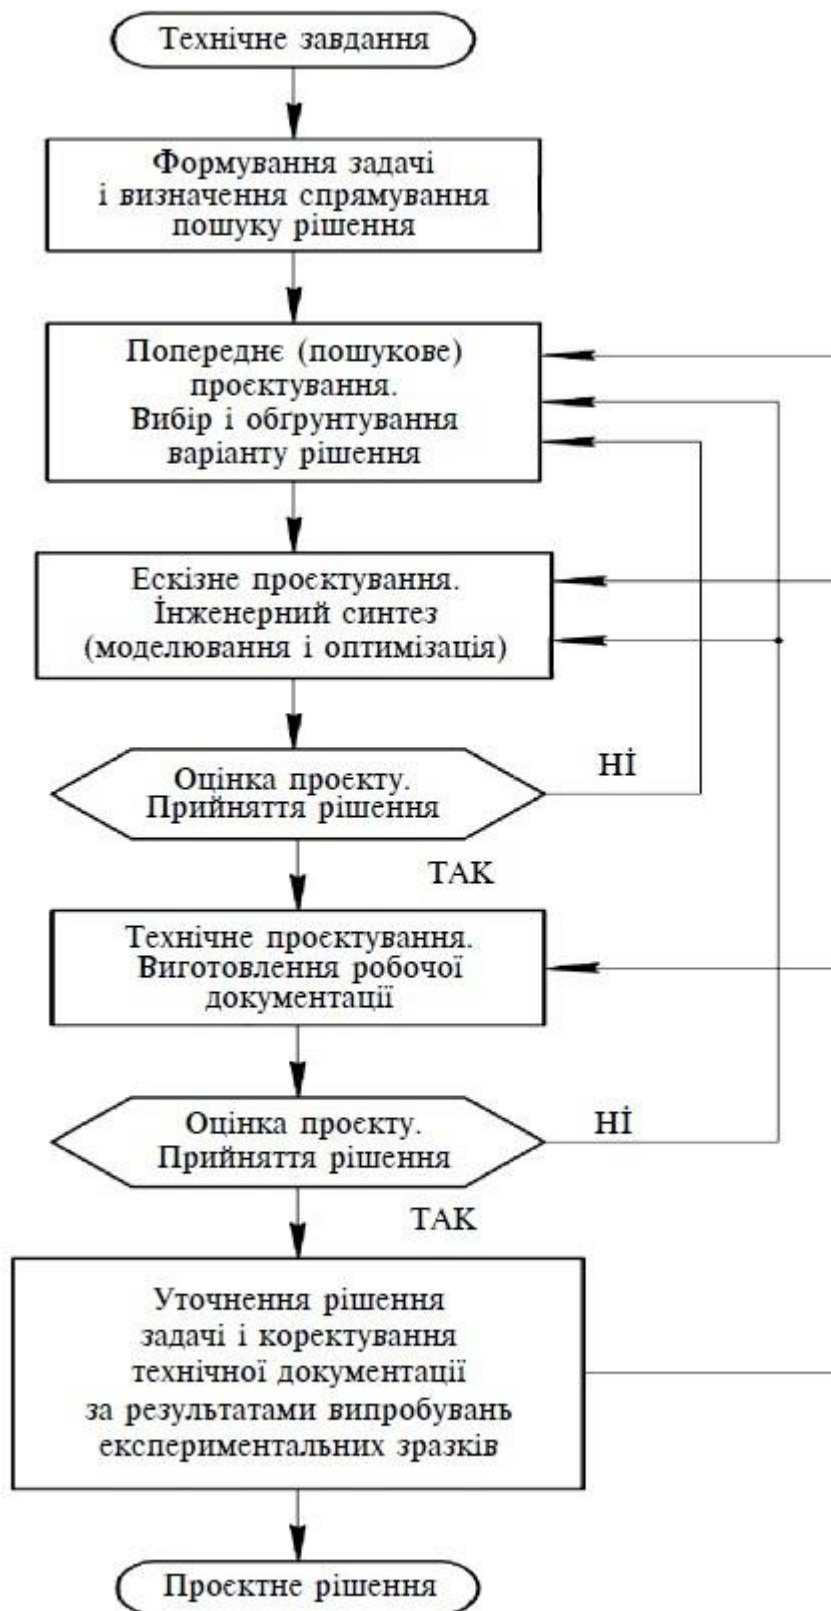 Технічне завдання
Формування задачі
і визначення спрямування
пошуку рішення
Попереднє (пошукове)
проєктування.
Вибір і обґрунтування
варіанту рішення
Ескізне проєктування.
Інженерний синтез
(моделювання і оптимізація)
Оцінка проєкту.
Прийняття рішення
НІ
ТАК
Технічне проєктування.
Виготовлення робочої
документації
Оцінка проєкту.
Прийняття рішення
НІ
ТАК
Уточнення рішення
задачі і коректування
технічної документації
за результатами випробувань
експериментальних зразків
Проєктне рішення